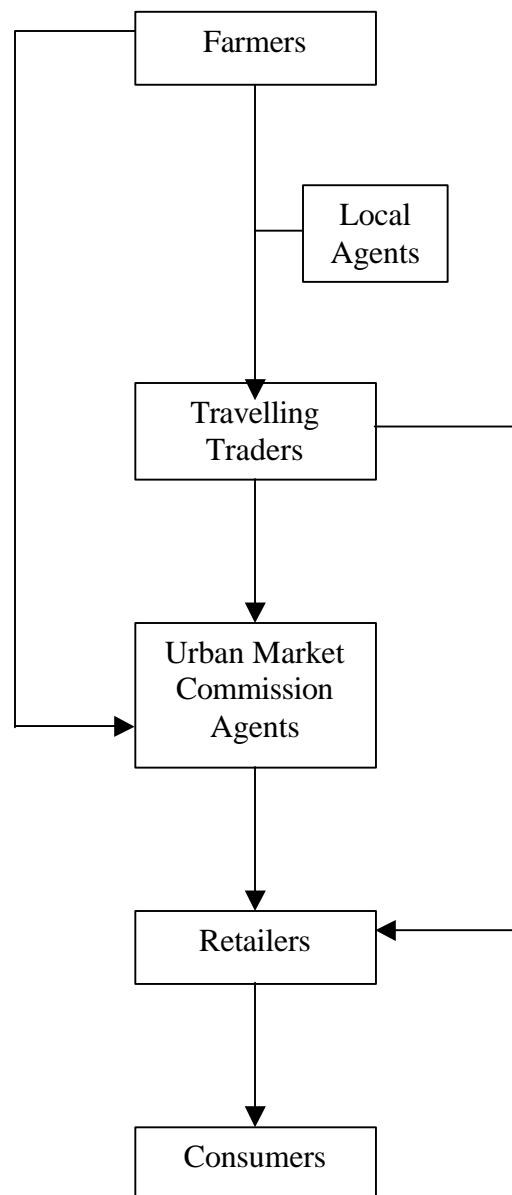 Farmers
Local
Agents
Travelling
Traders
Urban Market
Commission
Agents
Retailers
Consumers